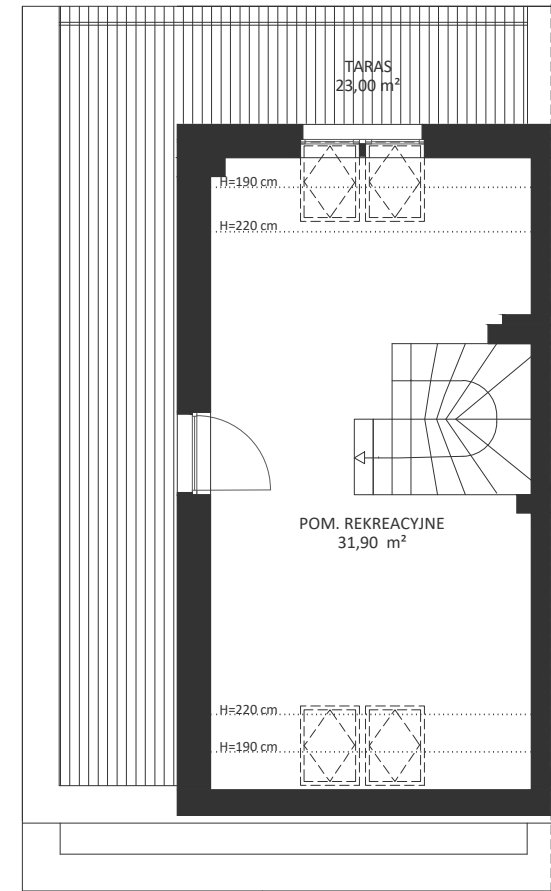 TARAS
23,00 m²
H=190 cm
H=220 cm
POM. REKREACYJNE
31,90 m²
H=220 cm
H=190 cm